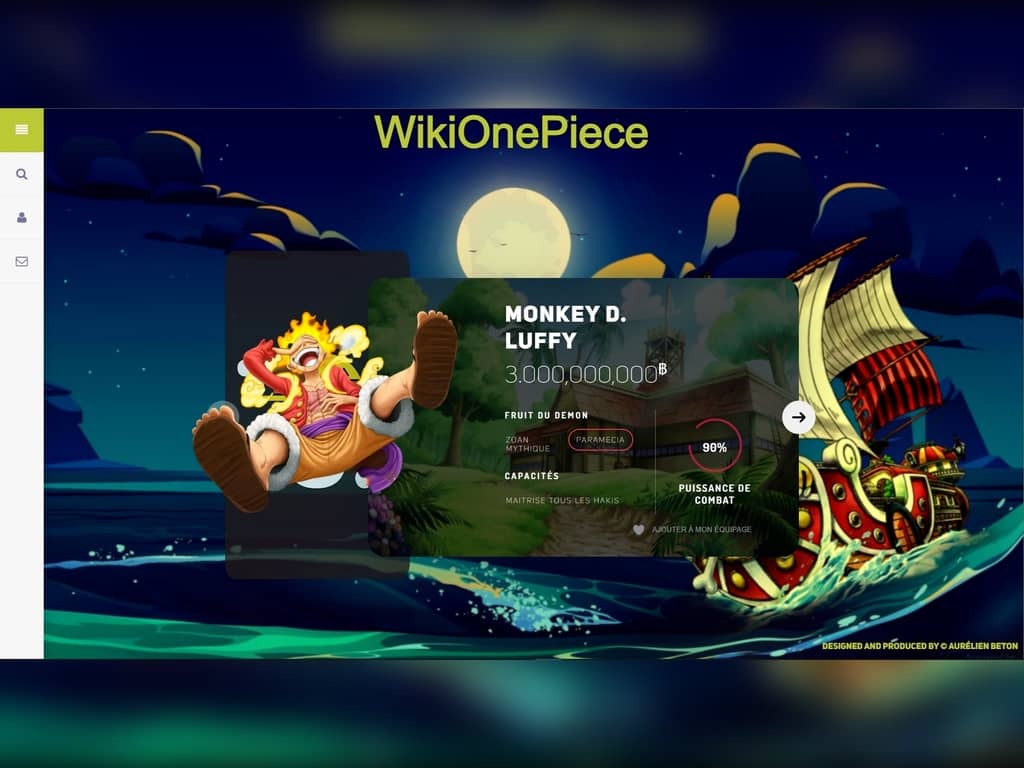 WikiOnePiece
MONKEY D.
LUFFY
3.000,000,000฿
FRUIT DU DEMON
ZOAN
MYTHIQUE
PARAMECIA
CAPACITÉS
MAITRISE TOUS LES HAKIS
90%
PUISSANCE DE
COMBAT
AJOUTER À MON ÉQUIPAGE
DESIGNED AND PRODUCED BY © AURÉLIEN BETON